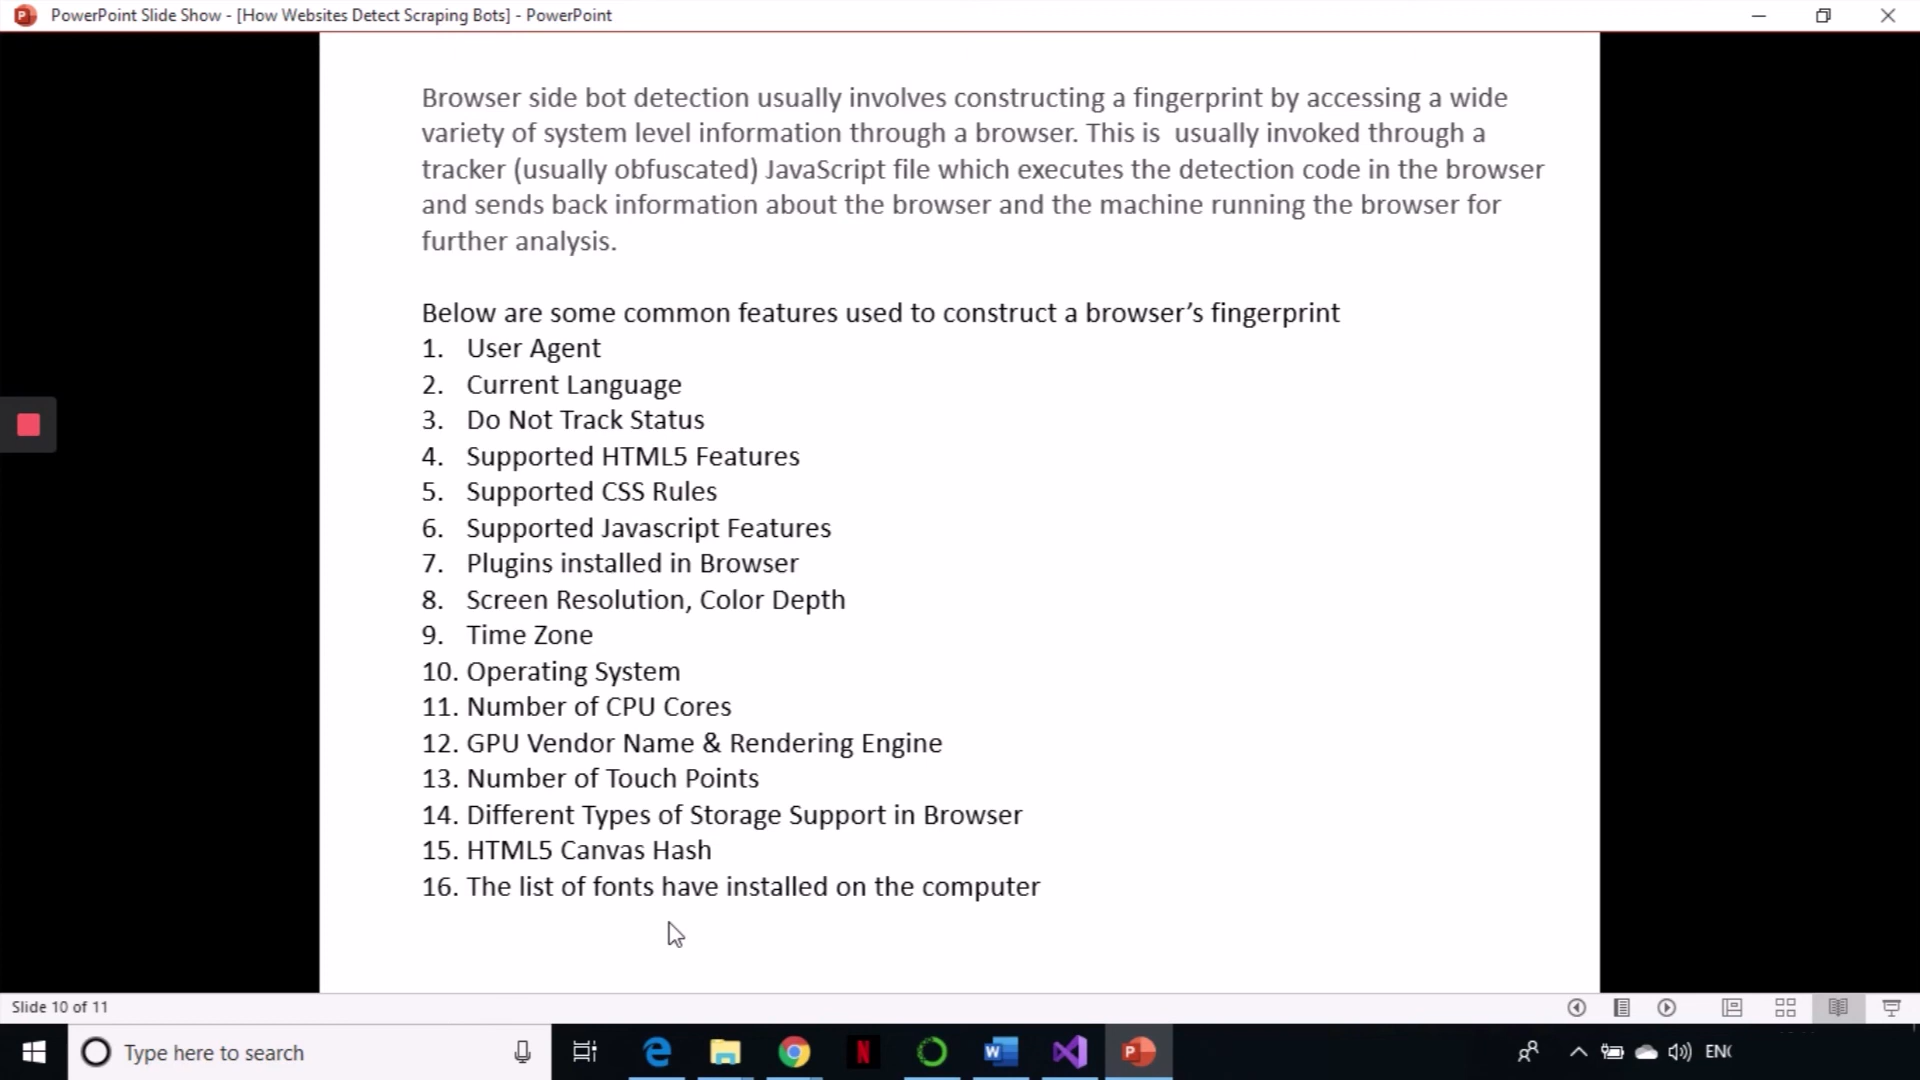 PowerPoint Slide Show - [How Websites Detect Scraping Bots] - PowerPoint
Browser side bot detection usually involves constructing a fingerprint by accessing a wide
variety of system level information through a browser. This is  usually invoked through a
tracker (usually obfuscated) JavaScript file which executes the detection code in the browser
and sends back information about the browser and the machine running the browser for
further analysis.
Below are some common features used to construct a browser’s fingerprint
1. User Agent
2. Current Language
3. Do Not Track Status
4. Supported HTML5 Features
5. Supported CSS Rules
6. Supported Javascript Features
7. Plugins installed in Browser
8. Screen Resolution, Color Depth
9. Time Zone
10. Operating System
11. Number of CPU Cores
12. GPU Vendor Name & Rendering Engine
13. Number of Touch Points
14. Different Types of Storage Support in Browser
15. HTML5 Canvas Hash
16. The list of fonts have installed on the computer
Slide 10 of 11
Type here to search